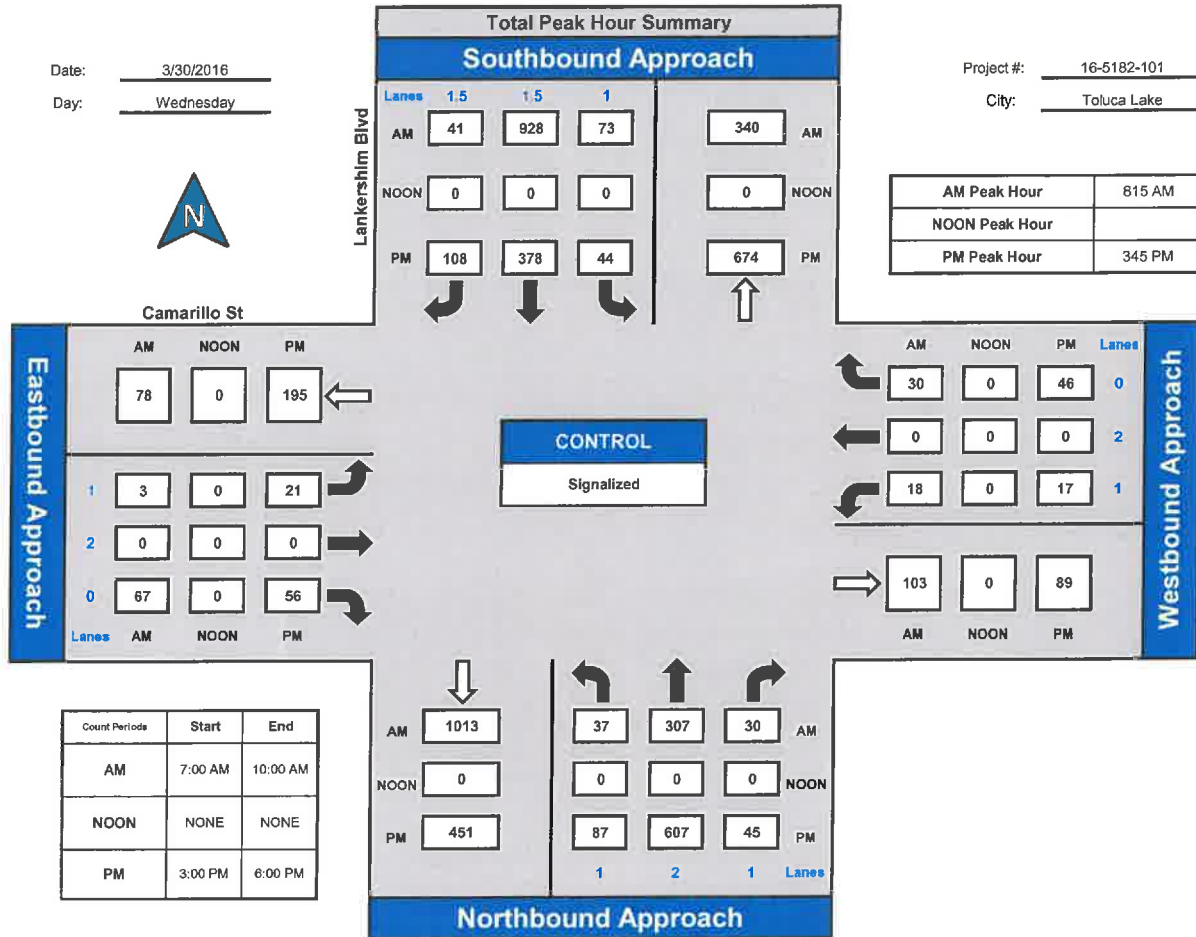 Total Peak Hour Summary
Southbound Approach
Date: 3/30/2016
Day: Wednesday
Project #: 16-5182-101
City: Toluca Lake
N
Lankershim Blvd
Lanes 1.5 1.5 1
AM 41 928 73 340 AM
NOON 0 0 0 0 NOON
PM 108 378 44 674 PM
AM Peak Hour 815 AM
NOON Peak Hour
PM Peak Hour 345 PM
Camarillo St
Eastbound Approach
AM NOON PM
78 0 195
1 3 0 21
2 0 0 0
0 67 0 56
Lanes AM NOON PM
CONTROL
Signalized
Westbound Approach
AM NOON PM Lanes
30 0 46 0
0 0 0 2
18 0 17 1
103 0 89
AM NOON PM
Count Periods Start End
AM 7:00 AM 10:00 AM
NOON NONE NONE
PM 3:00 PM 6:00 PM
AM 1013 37 307 30 AM
NOON 0 0 0 0 NOON
PM 451 87 607 45 PM
1 2 1 Lanes
Northbound Approach